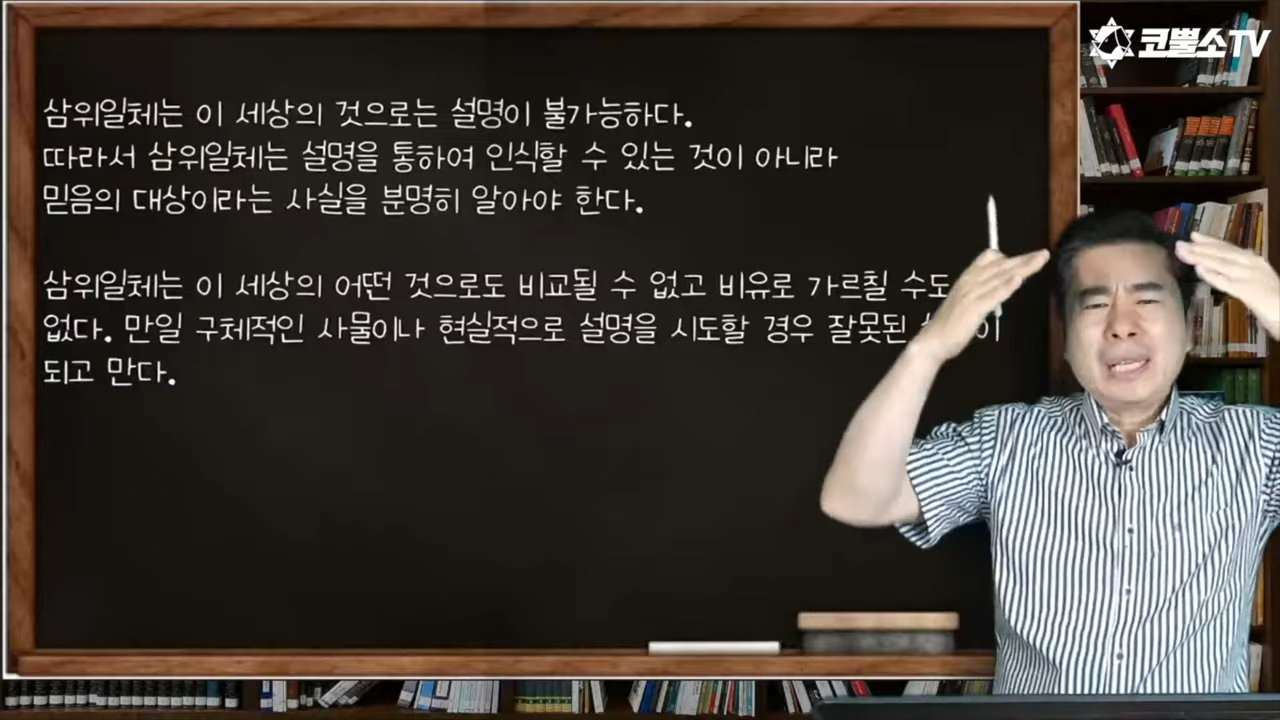 코뿔소TV
삼위일체는 이 세상의 것으로는 설명이 불가능하다.
따라서 삼위일체는 설명을 통하여 인식할 수 있는 것이 아니라
믿음의 대상이라는 사실을 분명히 알아야 한다.
삼위일체는 이 세상의 어떤 것으로도 비교될 수 없고 비유로 가르칠 수도
없다. 만일 구체적인 사물이나 현실적으로 설명을 시도할 경우 잘못된
되고 만다.